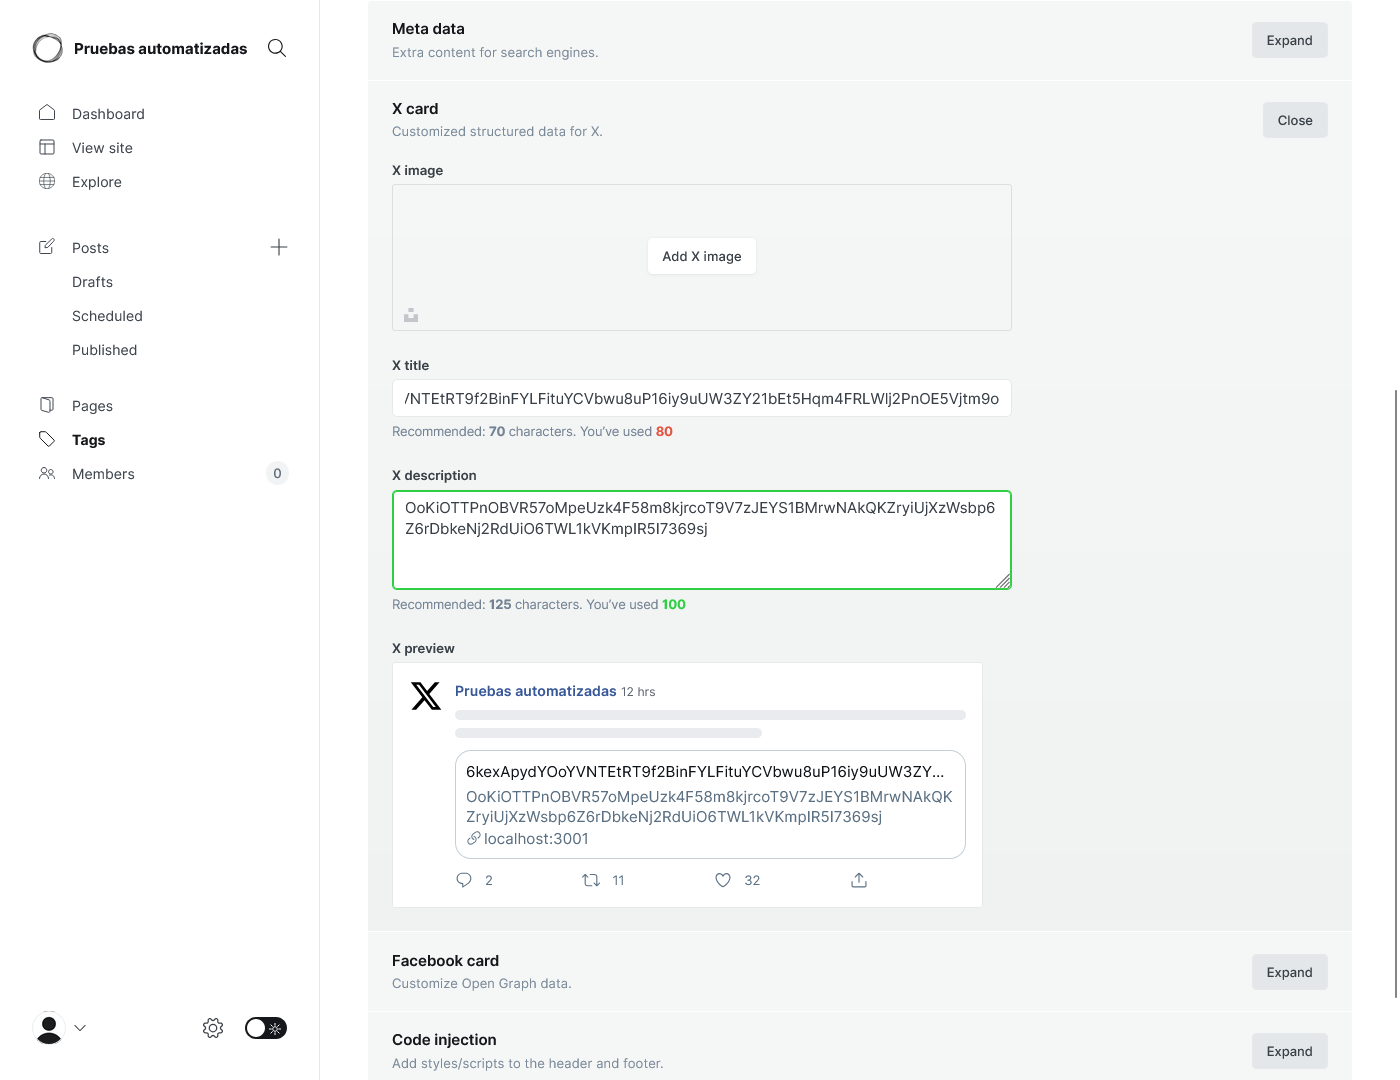 Pruebas automatizadas
Dashboard
View site
Explore
Posts
Drafts
Scheduled
Published
Pages
Tags
Members
0
Meta data
Extra content for search engines.
Expand
X card
Customized structured data for X.
Close
X image
Add X image
X title
/NTEtRT9f2BinFYLFituYCVbwu8uP16iy9uUW3ZY21bEt5Hqm4FRLWlj2PnOE5Vjtm9o
Recommended: 70 characters. You've used 80
X description
OoKiOTTPnOBVR57oMpeUzk4F58m8kjrcoT9V7zJEYS1BMrwNAkQKZryiUjXzWsbp6
Z6rDbkeNj2RdUiO6TWL1kVKmpIR5I7369sj
Recommended: 125 characters. You've used 100
X preview
Pruebas automatizadas 12 hrs
6kexApydYOoYVNTEtRT9f2BinFYLFituYCVbwu8uP16iy9uUW3ZY...
OoKiOTTPnOBVR57oMpeUzk4F58m8kjrcoT9V7zJEYS1BMrwNAkQK
ZryiUjXzWsbp6Z6rDbkeNj2RdUiO6TWL1kVKmpIR5I7369sj
localhost:3001
2 11 32
Facebook card
Customize Open Graph data.
Expand
Code injection
Add styles/scripts to the header and footer.
Expand